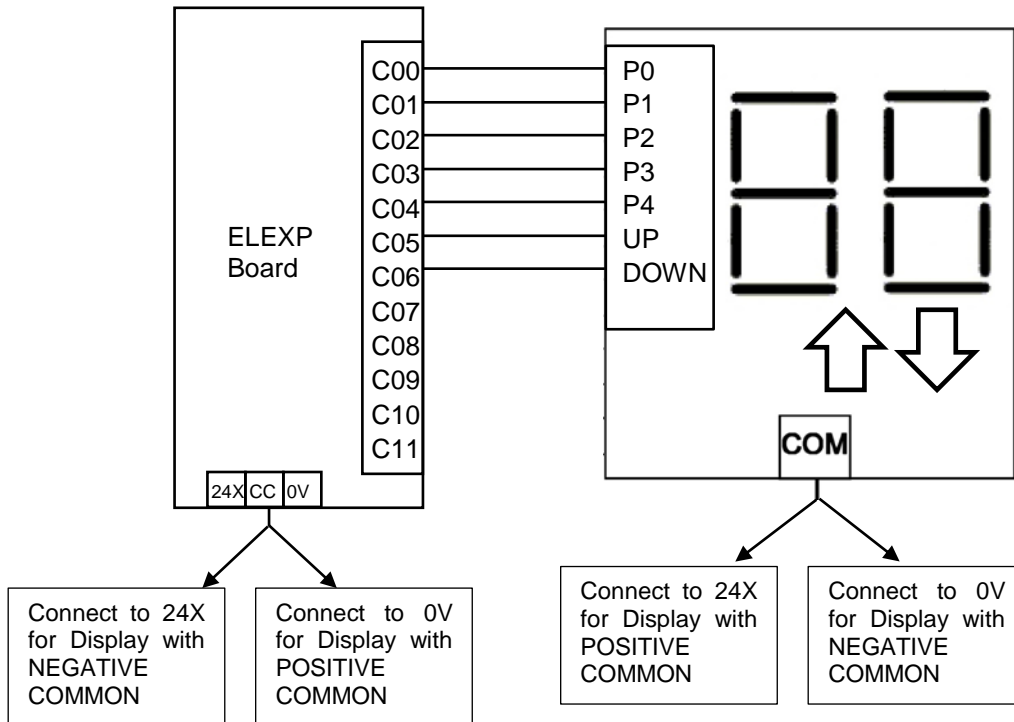 C00
C01
C02
C03
C04
C05
C06
C07
C08
C09
C10
C11
ELEXP
Board
24X CC 0V
P0
P1
P2
P3
P4
UP
DOWN
COM
Connect to 24X
for Display with
NEGATIVE
COMMON
Connect to 0V
for Display with
POSITIVE
COMMON
Connect to 24X
for Display with
POSITIVE
COMMON
Connect to 0V
for Display with
NEGATIVE
COMMON